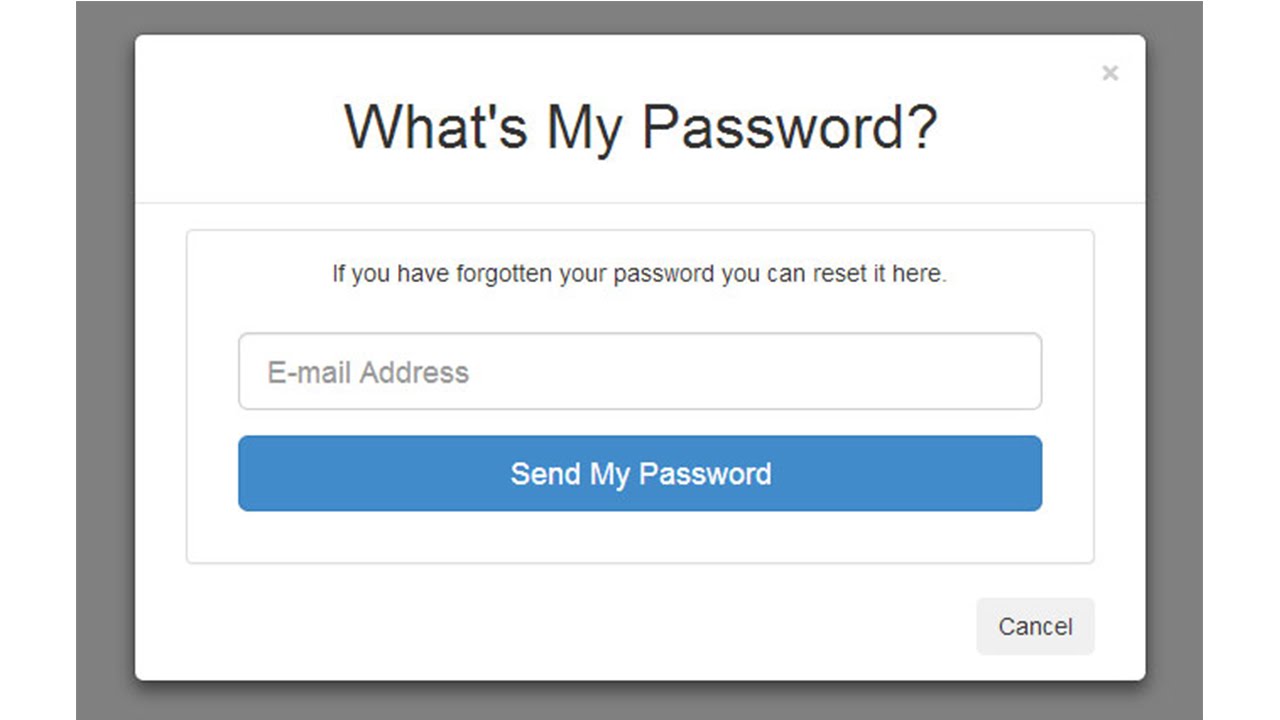 ×
What's My Password?
If you have forgotten your password you can reset it here.
E-mail Address
Send My Password
Cancel